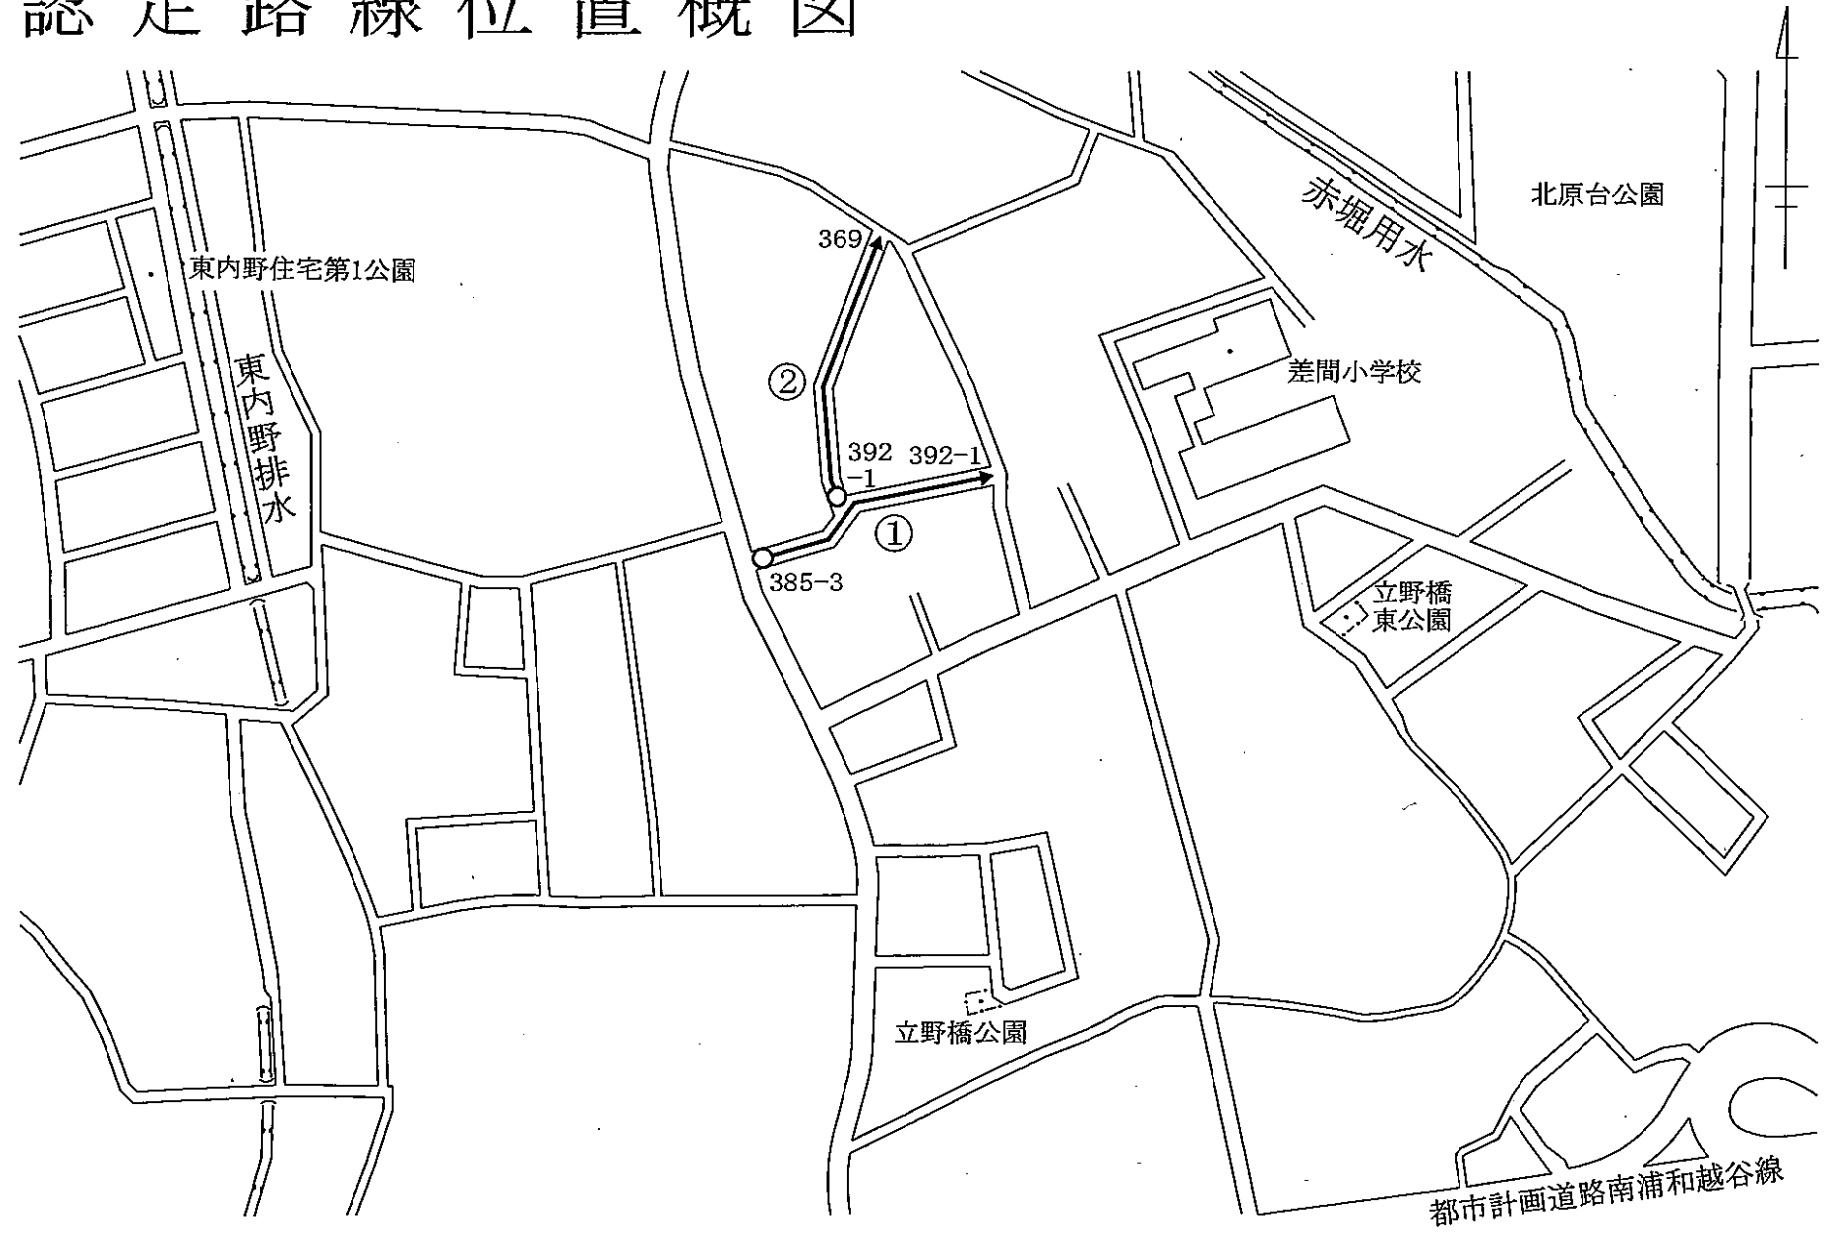 認定路線位置概図
北原台公園
赤堀用水
369
東内野住宅第1公園
東内野排水
②
差間小学校
392
-1
392-1
①
385-3
立野橋
東公園
立野橋公園
都市計画道路南浦和越谷線